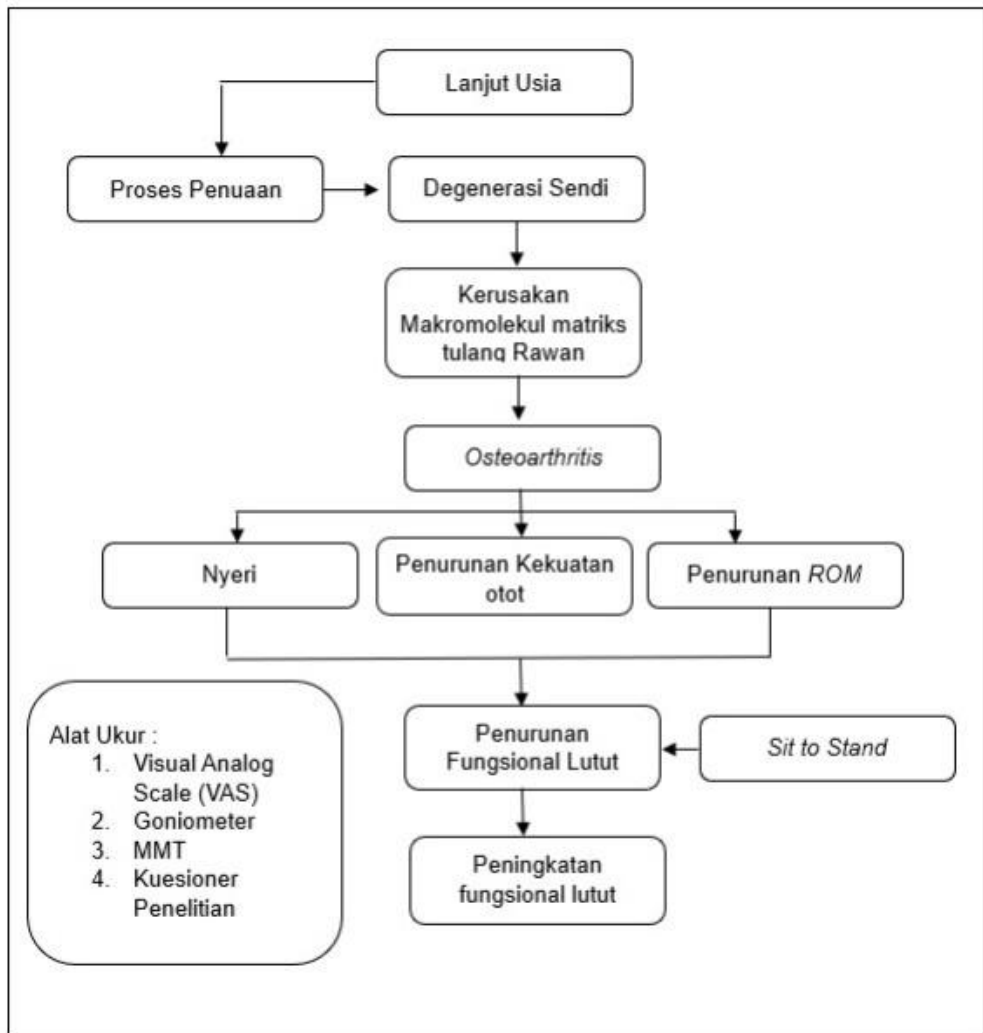 Lanjut Usia
Proses Penuaan
Degenerasi Sendi
Kerusakan
Makromolekul matriks
tulang Rawan
Osteoarthritis
Nyeri
Penurunan Kekuatan
otot
Penurunan ROM
Alat Ukur :
1. Visual Analog
Scale (VAS)
2. Goniometer
3. MMT
4. Kuesioner
Penelitian
Penurunan
Fungsional Lutut
Sit to Stand
Peningkatan
fungsional lutut